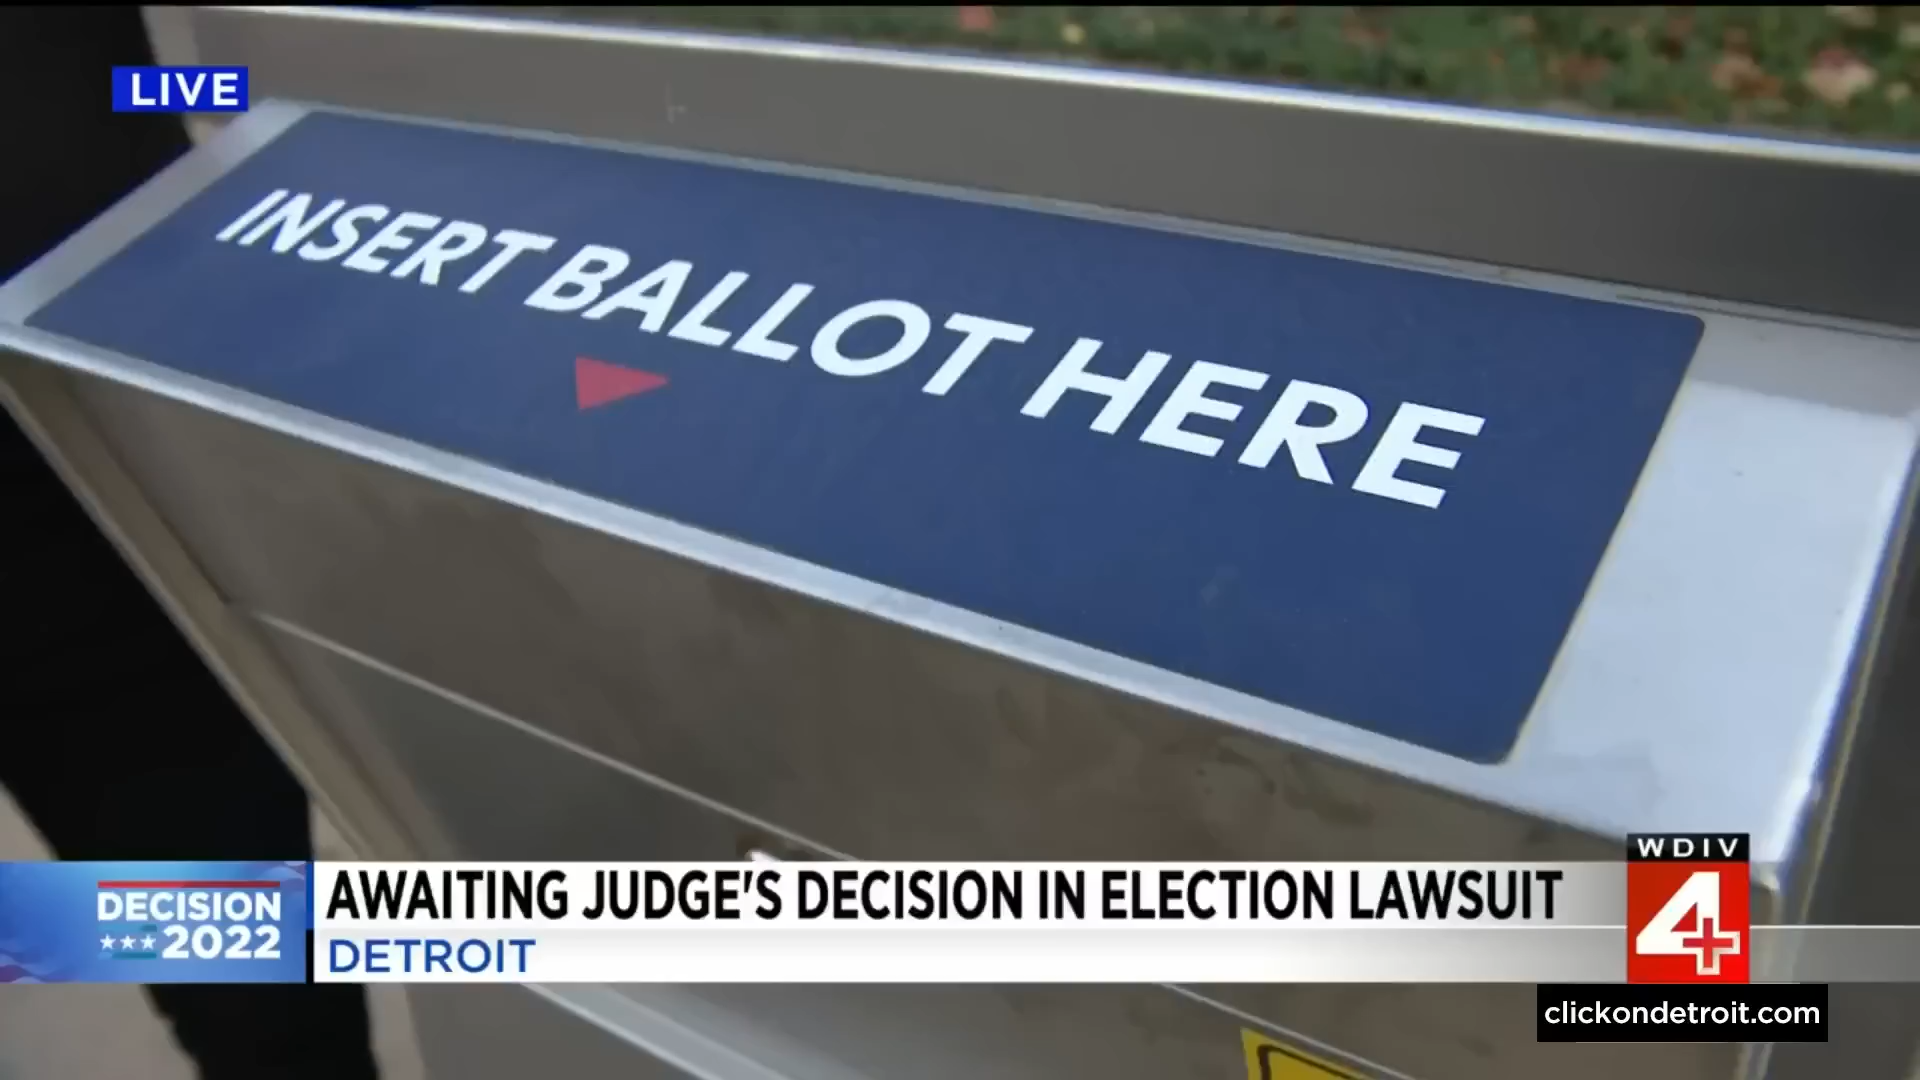 LIVE
INSERT BALLOT HERE
DECISION
2022
AWAITING JUDGE'S DECISION IN ELECTION LAWSUIT
DETROIT
WDIV
4
clickondetroit.com